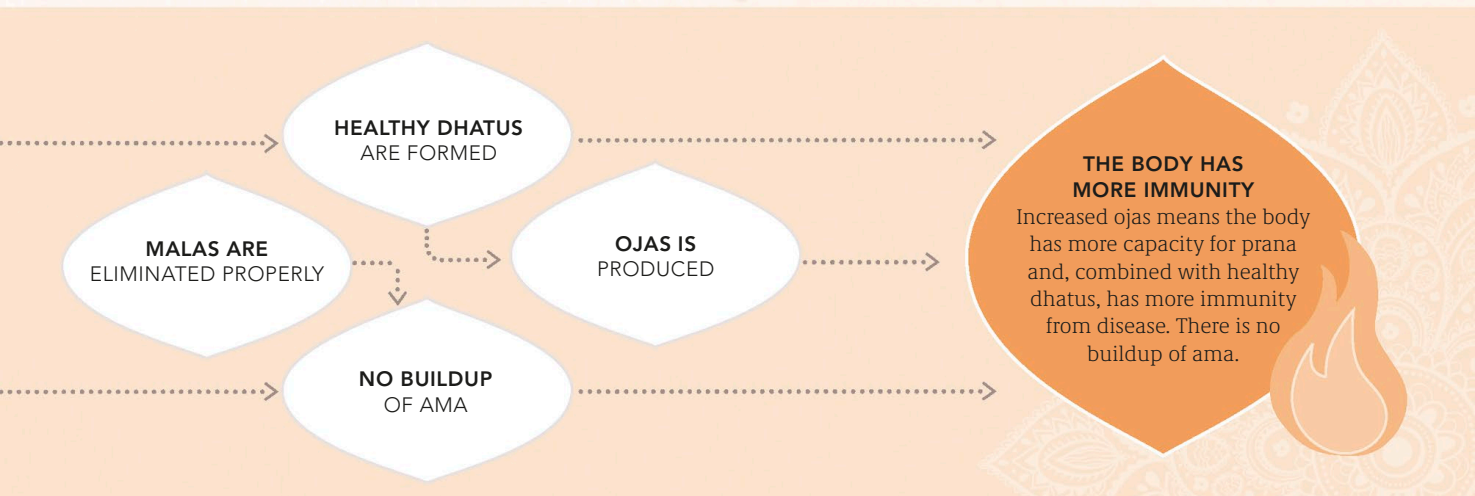 HEALTHY DHATUS
ARE FORMED
MALAS ARE
ELIMINATED PROPERLY
OJAS IS
PRODUCED
NO BUILDUP
OF AMA
THE BODY HAS
MORE IMMUNITY
Increased ojas means the body
has more capacity for prana
and, combined with healthy
dhatus, has more immunity
from disease. There is no
buildup of ama.